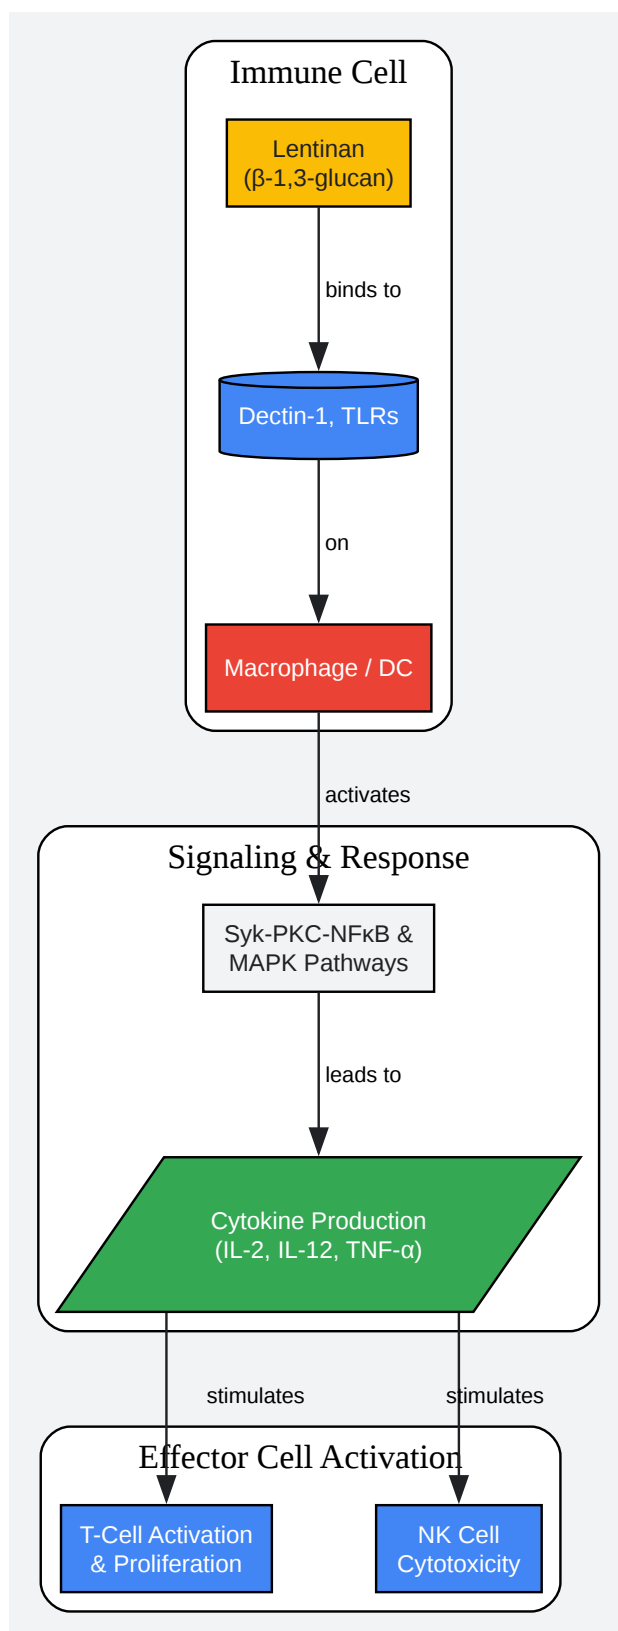 Immune Cell
Lentinan
(β-1,3-glucan)
binds to
Dectin-1, TLRs
on
Macrophage / DC
activates
Signaling & Response
Syk-PKC-NFκB &
MAPK Pathways
leads to
Cytokine Production
(IL-2, IL-12, TNF-α)
stimulates
stimulates
Effector Cell Activation
T-Cell Activation
& Proliferation
NK Cell
Cytotoxicity